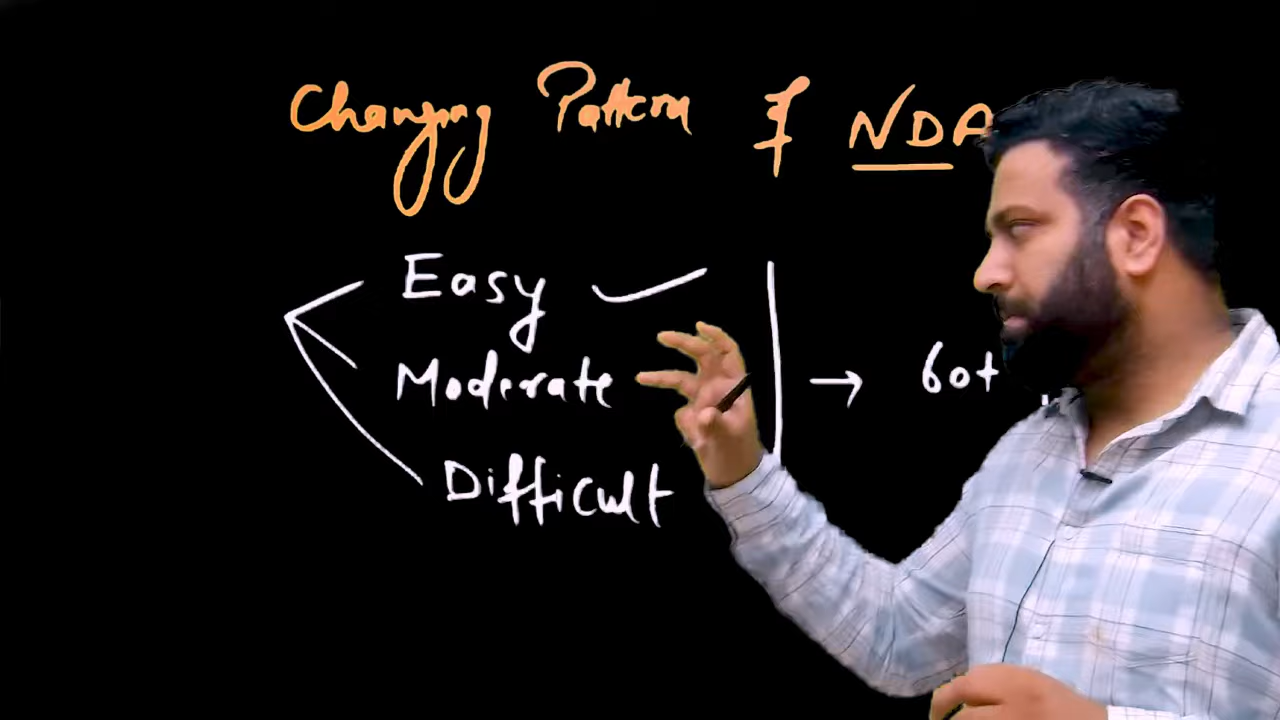 Changing Pattern of NDA
Easy
Moderate
→ 60+
Difficult